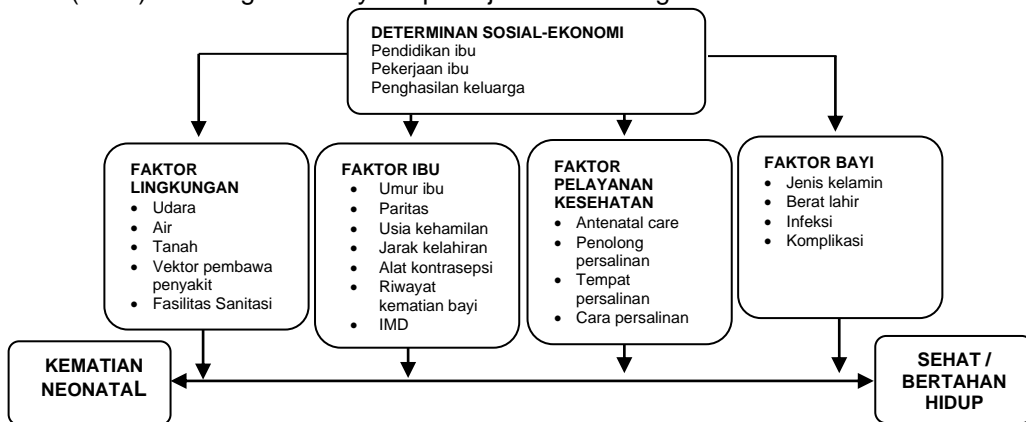 DETERMINAN SOSIAL-EKONOMI
Pendidikan ibu
Pekerjaan ibu
Penghasilan keluarga
FAKTOR
LINGKUNGAN
• Udara
• Air
• Tanah
• Vektor pembawa
penyakit
• Fasilitas Sanitasi
FAKTOR IBU
• Umur ibu
• Paritas
• Usia kehamilan
• Jarak kelahiran
• Alat kontrasepsi
• Riwayat
kematian bayi
• IMD
FAKTOR
PELAYANAN
KESEHATAN
• Antenatal care
• Penolong
persalinan
• Tempat
persalinan
• Cara persalinan
FAKTOR BAYI
• Jenis kelamin
• Berat lahir
• Infeksi
• Komplikasi
KEMATIAN
NEONATAL
SEHAT /
BERTAHAN
HIDUP